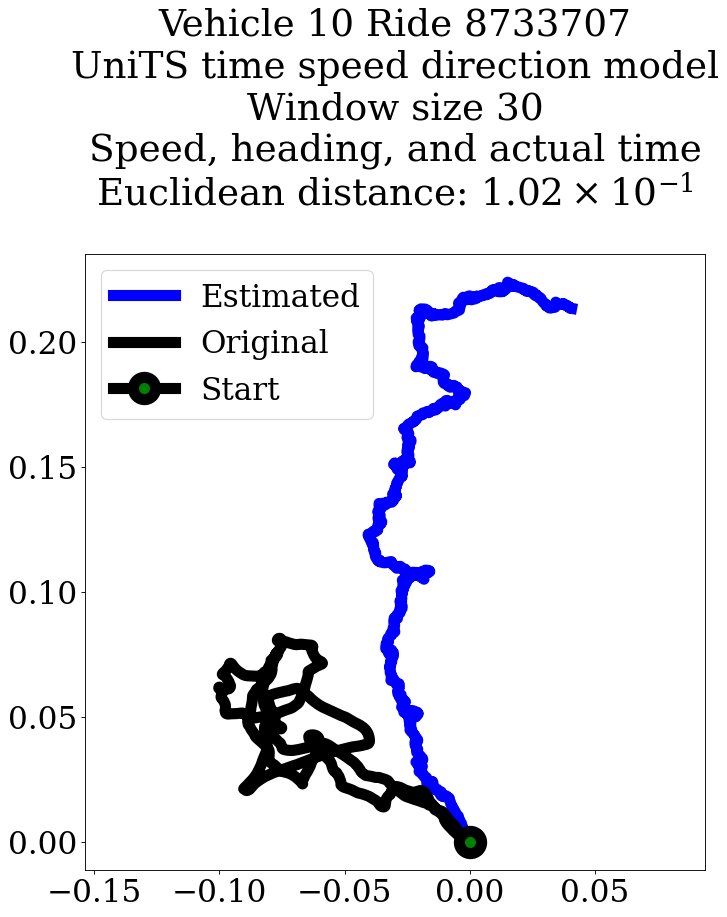 Vehicle 10 Ride 8733707
UniTS time speed direction model
Window size 30
Speed, heading, and actual time
Euclidean distance: 1.02 × 10⁻¹
Estimated
Original
Start
0.20
0.15
0.10
0.05
0.00
−0.15 −0.10 −0.05 0.00 0.05